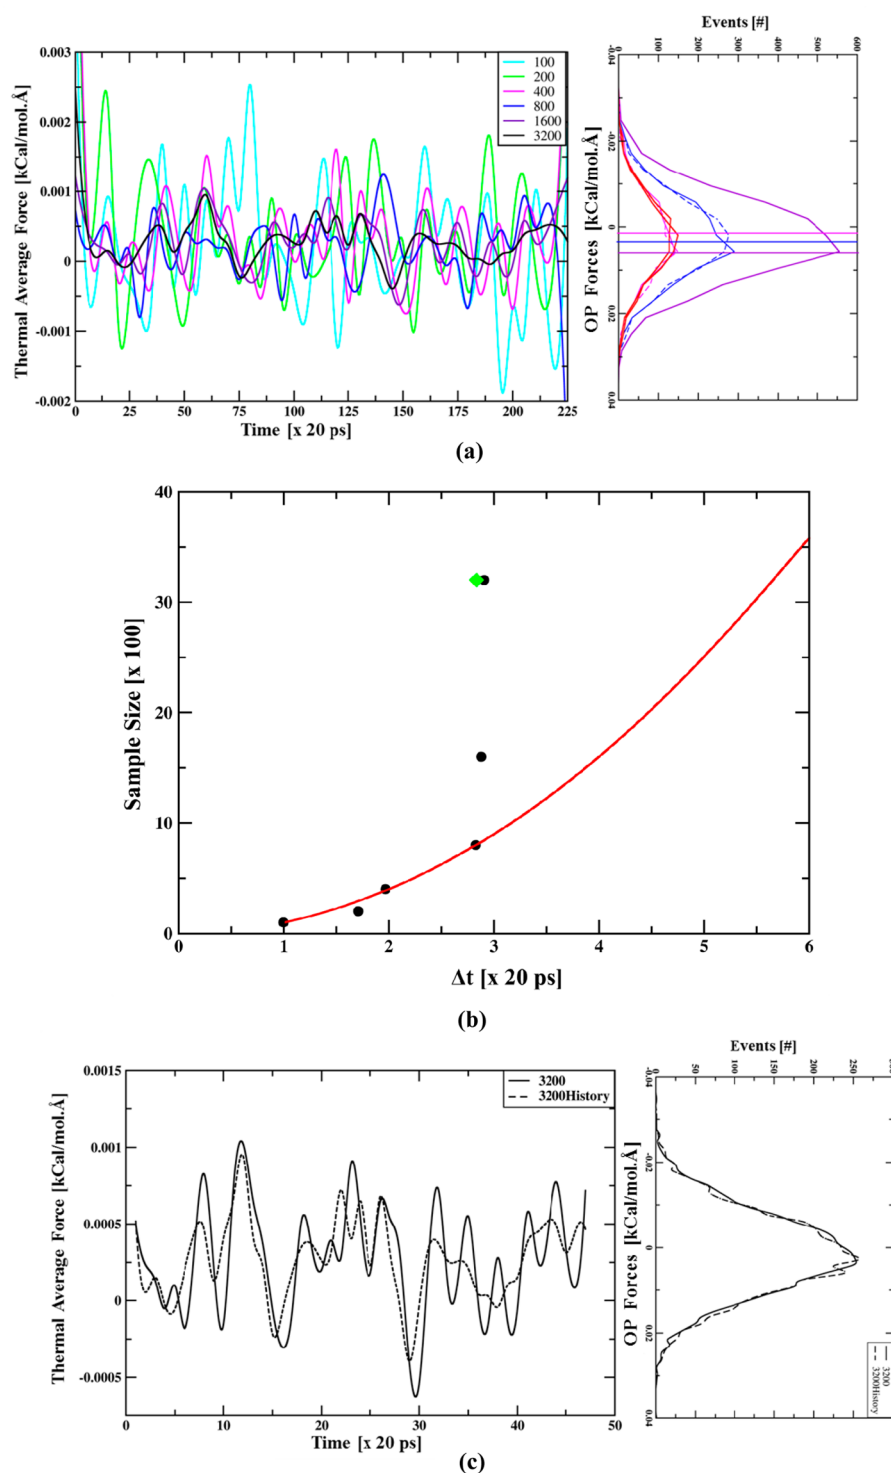 Events [#]
0 100 200 300 400 500 600
0.003
0.002
0.001
0
-0.001
-0.002
Thermal Average Force [kCal/mol.Å]
100
200
400
800
1600
3200
0 25 50 75 100 125 150 175 200 225
Time [x 20 ps]
-0.04
-0.02
0
0.02
0.04
OP Forces [kCal/mol.Å]
(a)
40
30
20
10
0
Sample Size [x 100]
0 1 2 3 4 5 6
Δt [x 20 ps]
(b)
0.0015
0.001
0.0005
0
-0.0005
Thermal Average Force [kCal/mol.Å]
3200
3200History
0 10 20 30 40 50
Time [x 20 ps]
Events [#]
0 50 100 150 200 250
-0.04
-0.02
0
0.02
0.04
OP Forces [kCal/mol.Å]
3200
3200History
(c)